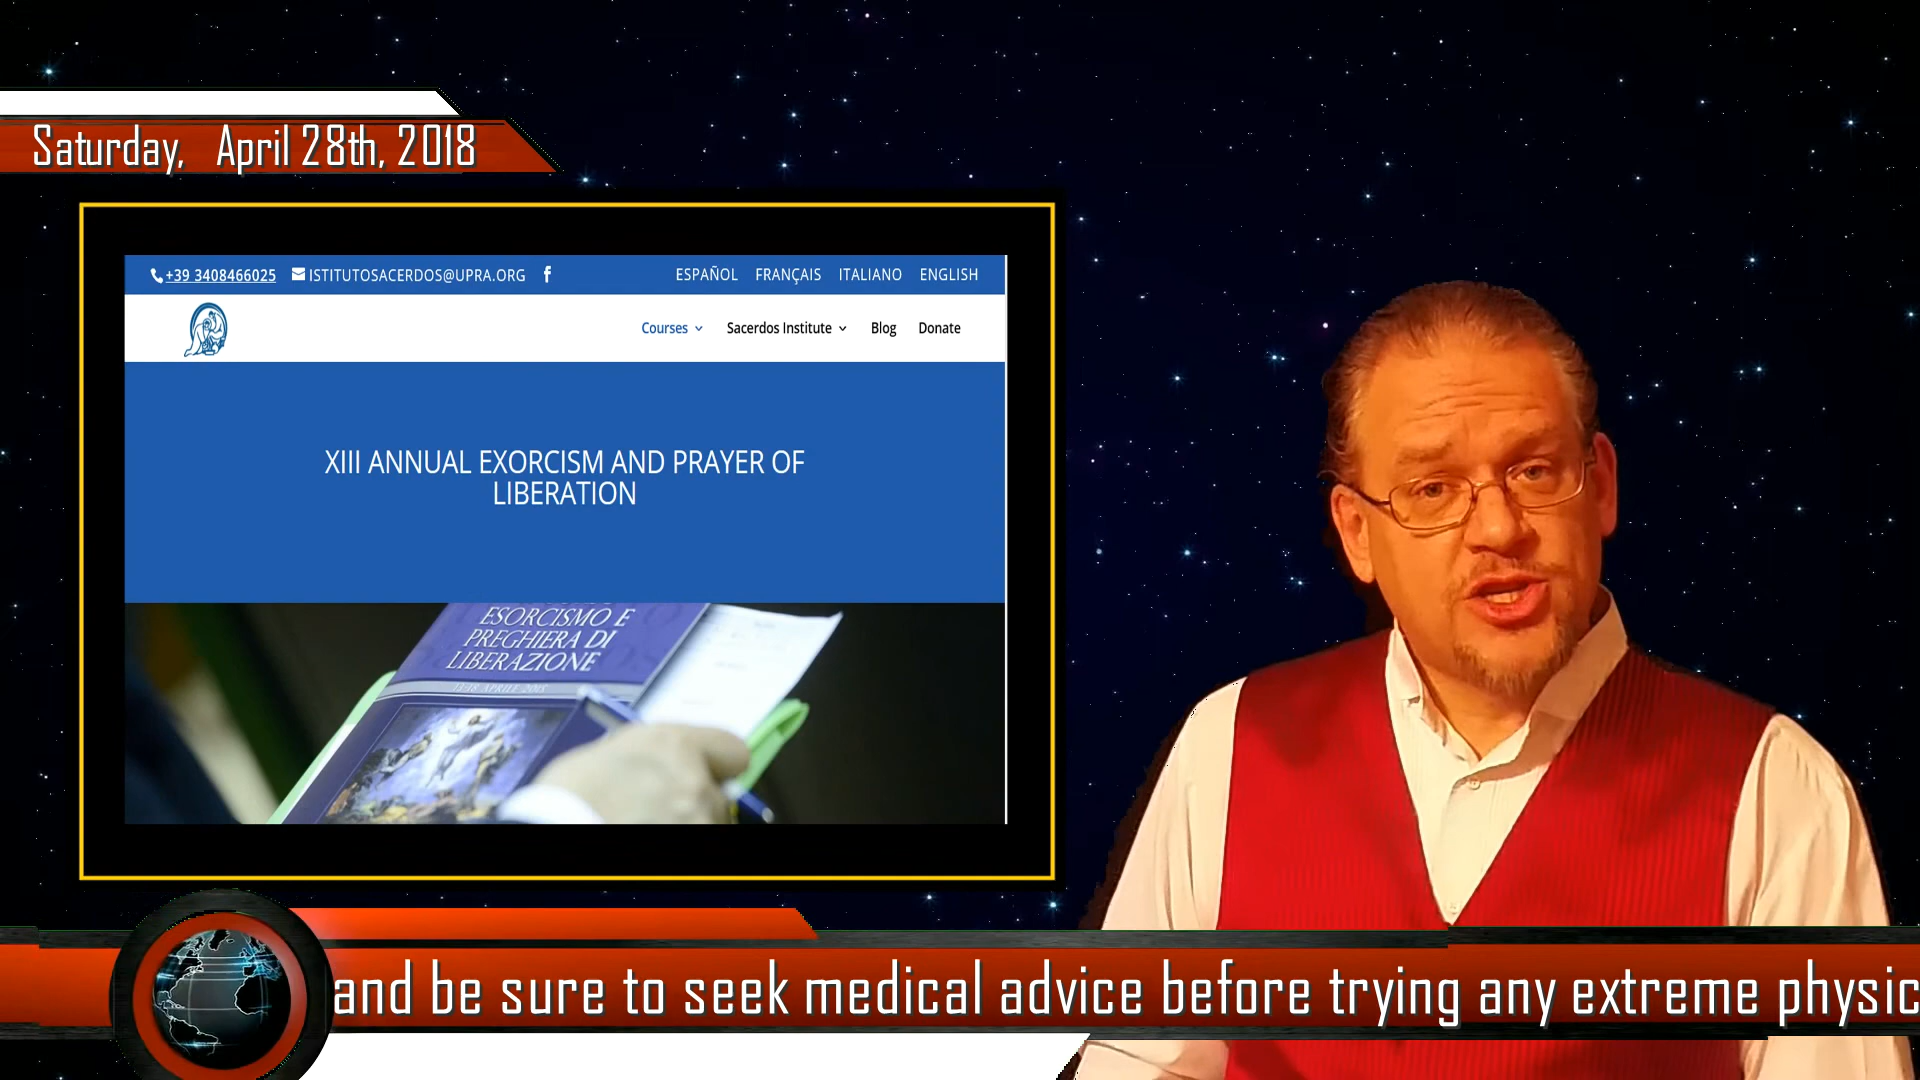 Saturday, April 28th, 2018
+39 3408466025 ISTITUTOSACERDOS@UPRA.ORG f ESPAÑOL FRANÇAIS ITALIANO ENGLISH
Courses Sacerdos Institute Blog Donate
XIII ANNUAL EXORCISM AND PRAYER OF
LIBERATION
ESORCISMO E
PREGHIERA DI
LIBERAZIONE
and be sure to seek medical advice before trying any extreme physic